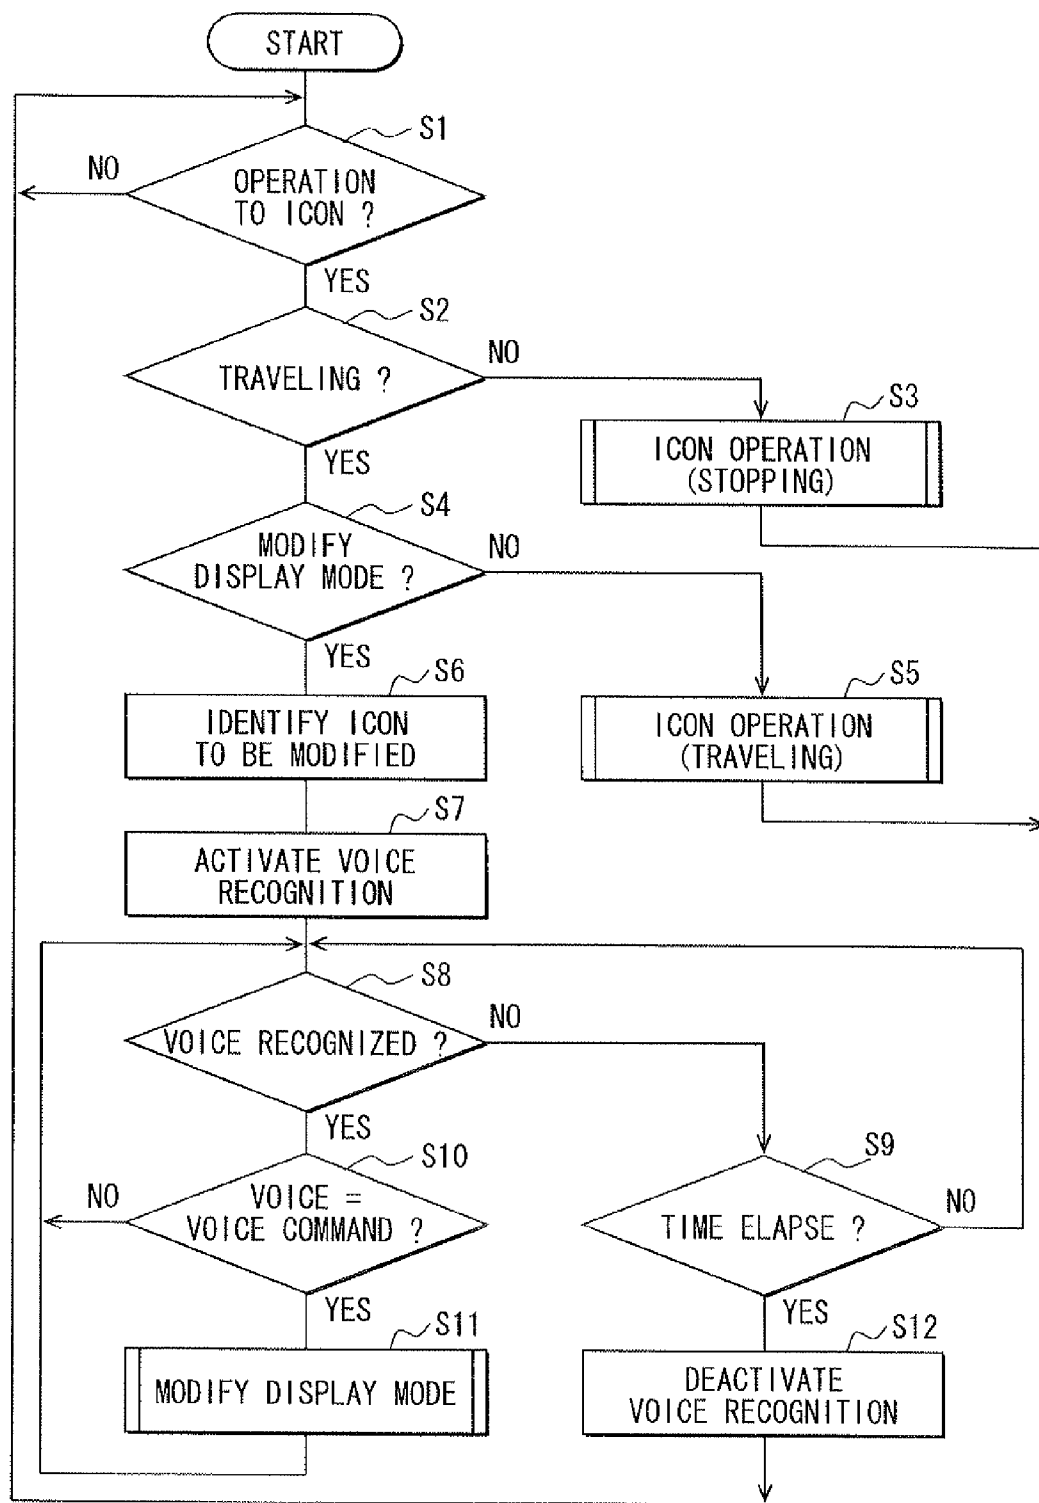 START
S1
NO
OPERATION
TO ICON ?
YES
S2
NO
TRAVELING ?
S3
ICON OPERATION
(STOPPING)
YES
S4
NO
MODIFY
DISPLAY MODE ?
YES
S6
IDENTIFY ICON
TO BE MODIFIED
S5
ICON OPERATION
(TRAVELING)
S7
ACTIVATE VOICE
RECOGNITION
S8
NO
VOICE RECOGNIZED ?
YES
S10
NO
VOICE =
VOICE COMMAND ?
S9
NO
TIME ELAPSE ?
YES
YES
S11
MODIFY DISPLAY MODE
S12
DEACTIVATE
VOICE RECOGNITION